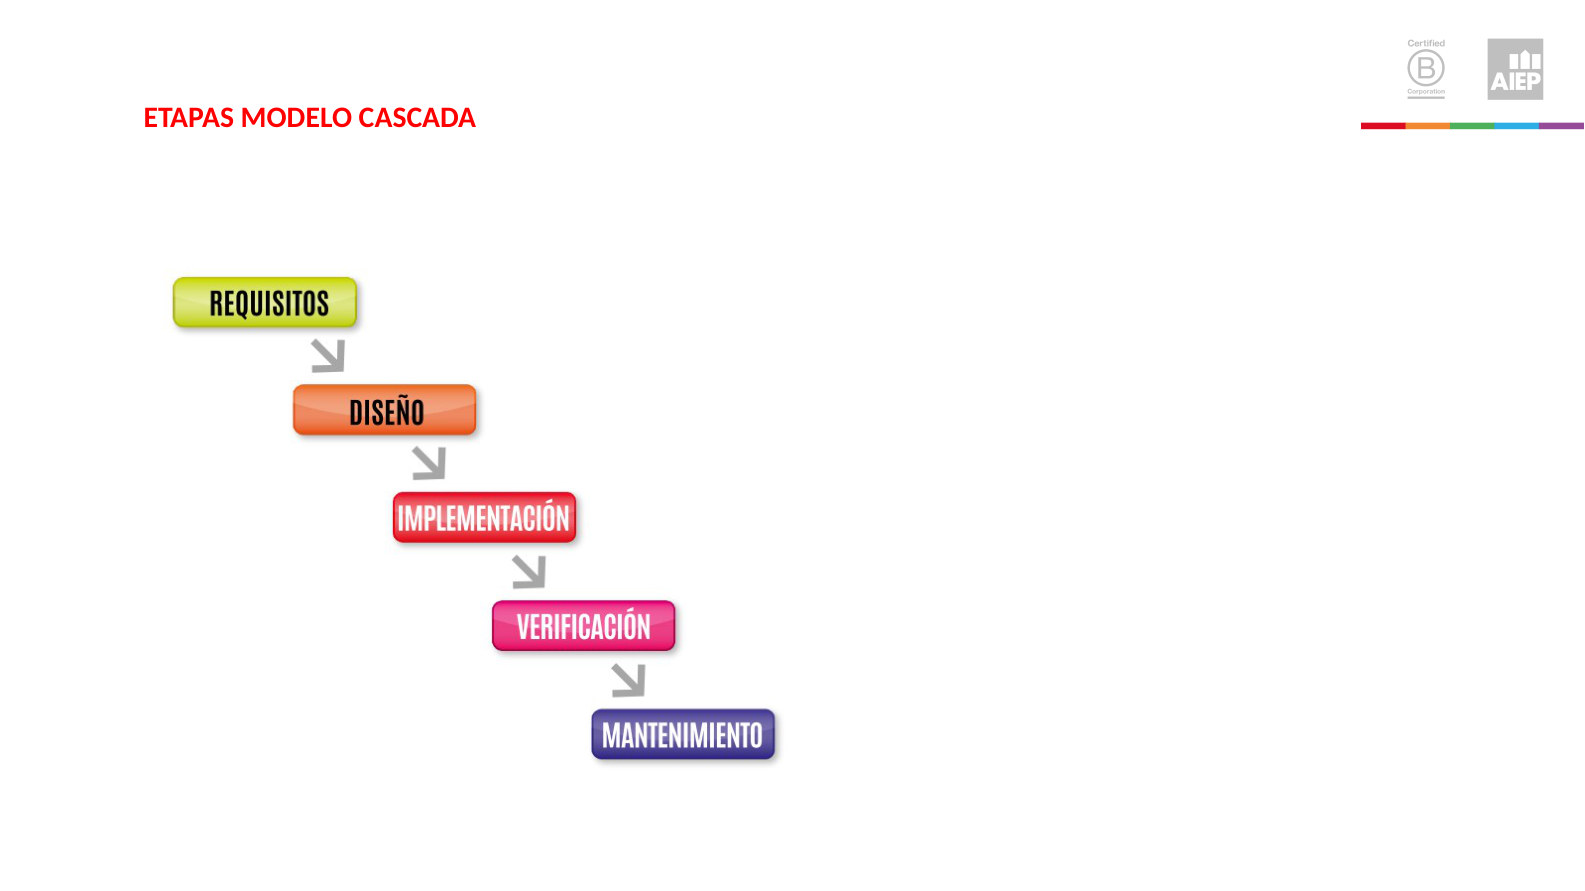 Certified
B
Corporation
AIEP
ETAPAS MODELO CASCADA
REQUISITOS
DISEÑO
IMPLEMENTACIÓN
VERIFICACIÓN
MANTENIMIENTO